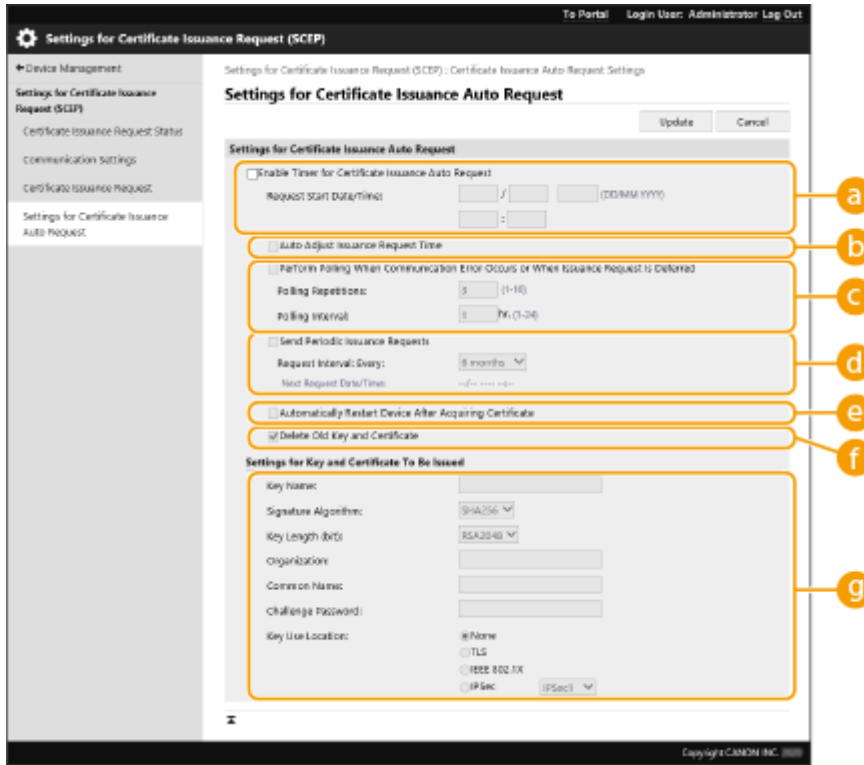 To Portal Login User: Administrator Log Out
Settings for Certificate Issuance Request (SCEP)
Device Management
Settings for Certificate Issuance
Request (SCEP)
Certificate Issuance Request Status
Communication Settings
Certificate Issuance Request
Settings for Certificate Issuance
Auto Request
Settings for Certificate Issuance Request (SCEP) : Certificate Issuance Auto Request Settings
Settings for Certificate Issuance Auto Request
Update Cancel
Settings for Certificate Issuance Auto Request
Enable Timer for Certificate Issuance Auto Request
Request Start Date/Time: / (DD/MM YYYY)
:
a
Auto Adjust Issuance Request Time
b
Perform Polling When Communication Error Occurs or When Issuance Request Is Deferred
Polling Repetitions: 3 (1-10)
Polling Interval: 1 hr. (1-24)
c
Send Periodic Issuance Requests
Request Interval: Every: 6 months
Next Request Date/Time: --/-- ---- --:--
d
Automatically Restart Device After Acquiring Certificate
e
Delete Old Key and Certificate
f
Settings for Key and Certificate To Be Issued
Key Name:
Signature Algorithm: SHA256
Key Length (bit): RSA2048
Organization:
Common Name:
Challenge Password:
Key Use Location: None
TLS
IEEE 802.1X
IPSec IPSec1
g
Copyright CANON INC.